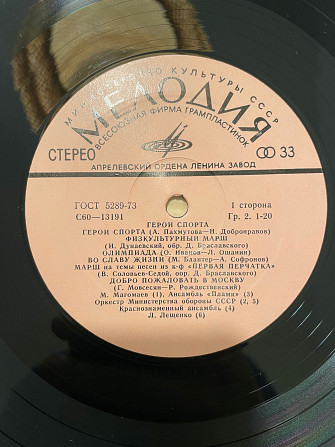 МИНИСТЕРСТВО КУЛЬТУРЫ СССР
МЕЛОДИЯ
ВСЕСОЮЗНАЯ ФИРМА ГРАМПЛАСТИНОК
СТЕРЕО
33
АПРЕЛЕВСКИЙ ОРДЕНА ЛЕНИНА ЗАВОД
ГОСТ 5289-73
1 сторона
С60—13191
Гр. 2. 1-20
ГЕРОИ СПОРТА
ГЕРОИ СПОРТА (А. Пахмутова—Н. Добронравов)
ФИЗКУЛЬТУРНЫЙ МАРШ
(И. Дунаевский, обр. Д. Браславского)
ОЛИМПИАДА (О. Иванов—Л. Ошанин)
ВО СЛАВУ ЖИЗНИ (М. Блантер—А. Софронов)
МАРШ на темы песен из к-ф «ПЕРВАЯ ПЕРЧАТКА»
(В. Соловьев-Седой, обр. Д. Браславского)
ДОБРО ПОЖАЛОВАТЬ В МОСКВУ
(Г. Мовсесян—Р. Рождественский)
М. Магомаев (1), Ансамбль «Пламя» (3)
Оркестр Министерства обороны СССР (2, 5)
Краснознаменный ансамбль (4)
Л. Лещенко (6)